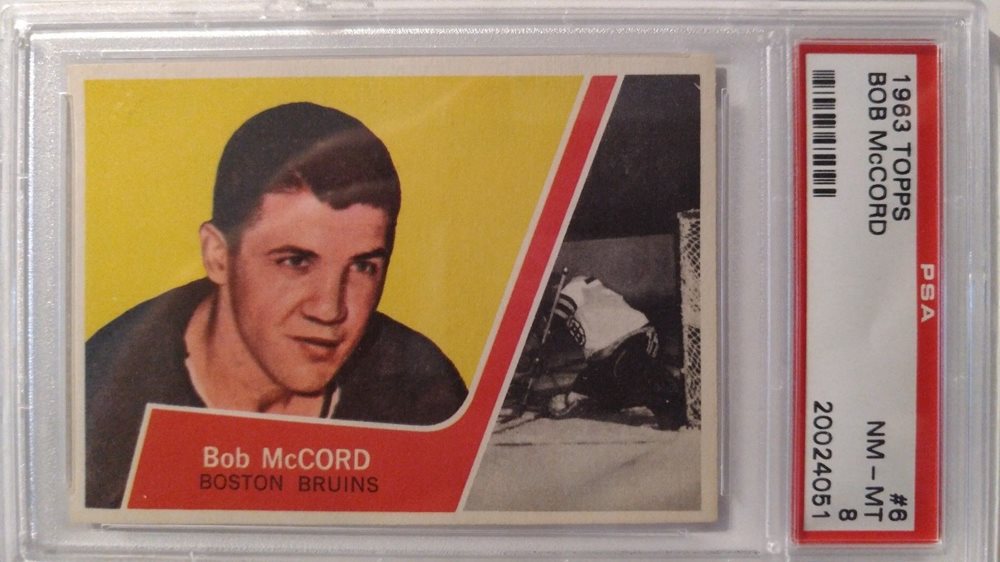 Bob McCORD
BOSTON BRUINS
1963 TOPPS
BOB McCORD
#6
NM – MT
8
20024051
PSA